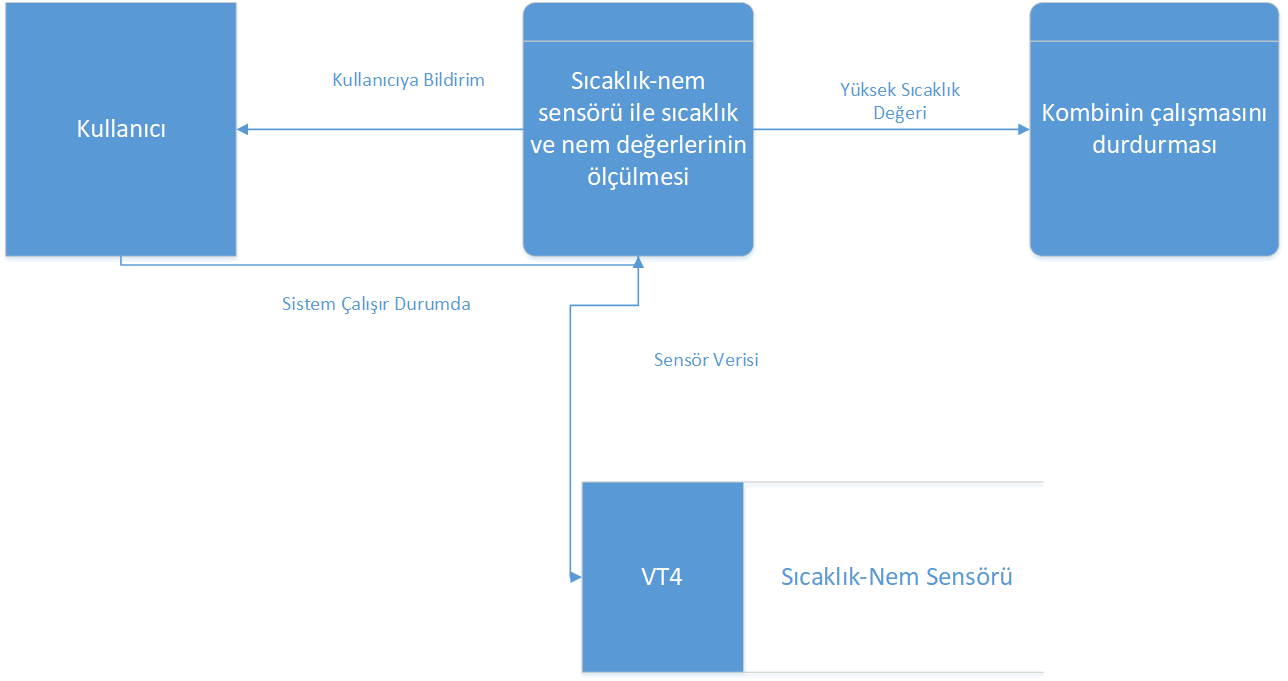 Kullanıcı
Kullanıcıya Bildirim
Sıcaklık-nem
sensörü ile sıcaklık
ve nem değerlerinin
ölçülmesi
Yüksek Sıcaklık
Değeri
Kombinin çalışmasını
durdurması
Sistem Çalışır Durumda
Sensör Verisi
VT4
Sıcaklık-Nem Sensörü